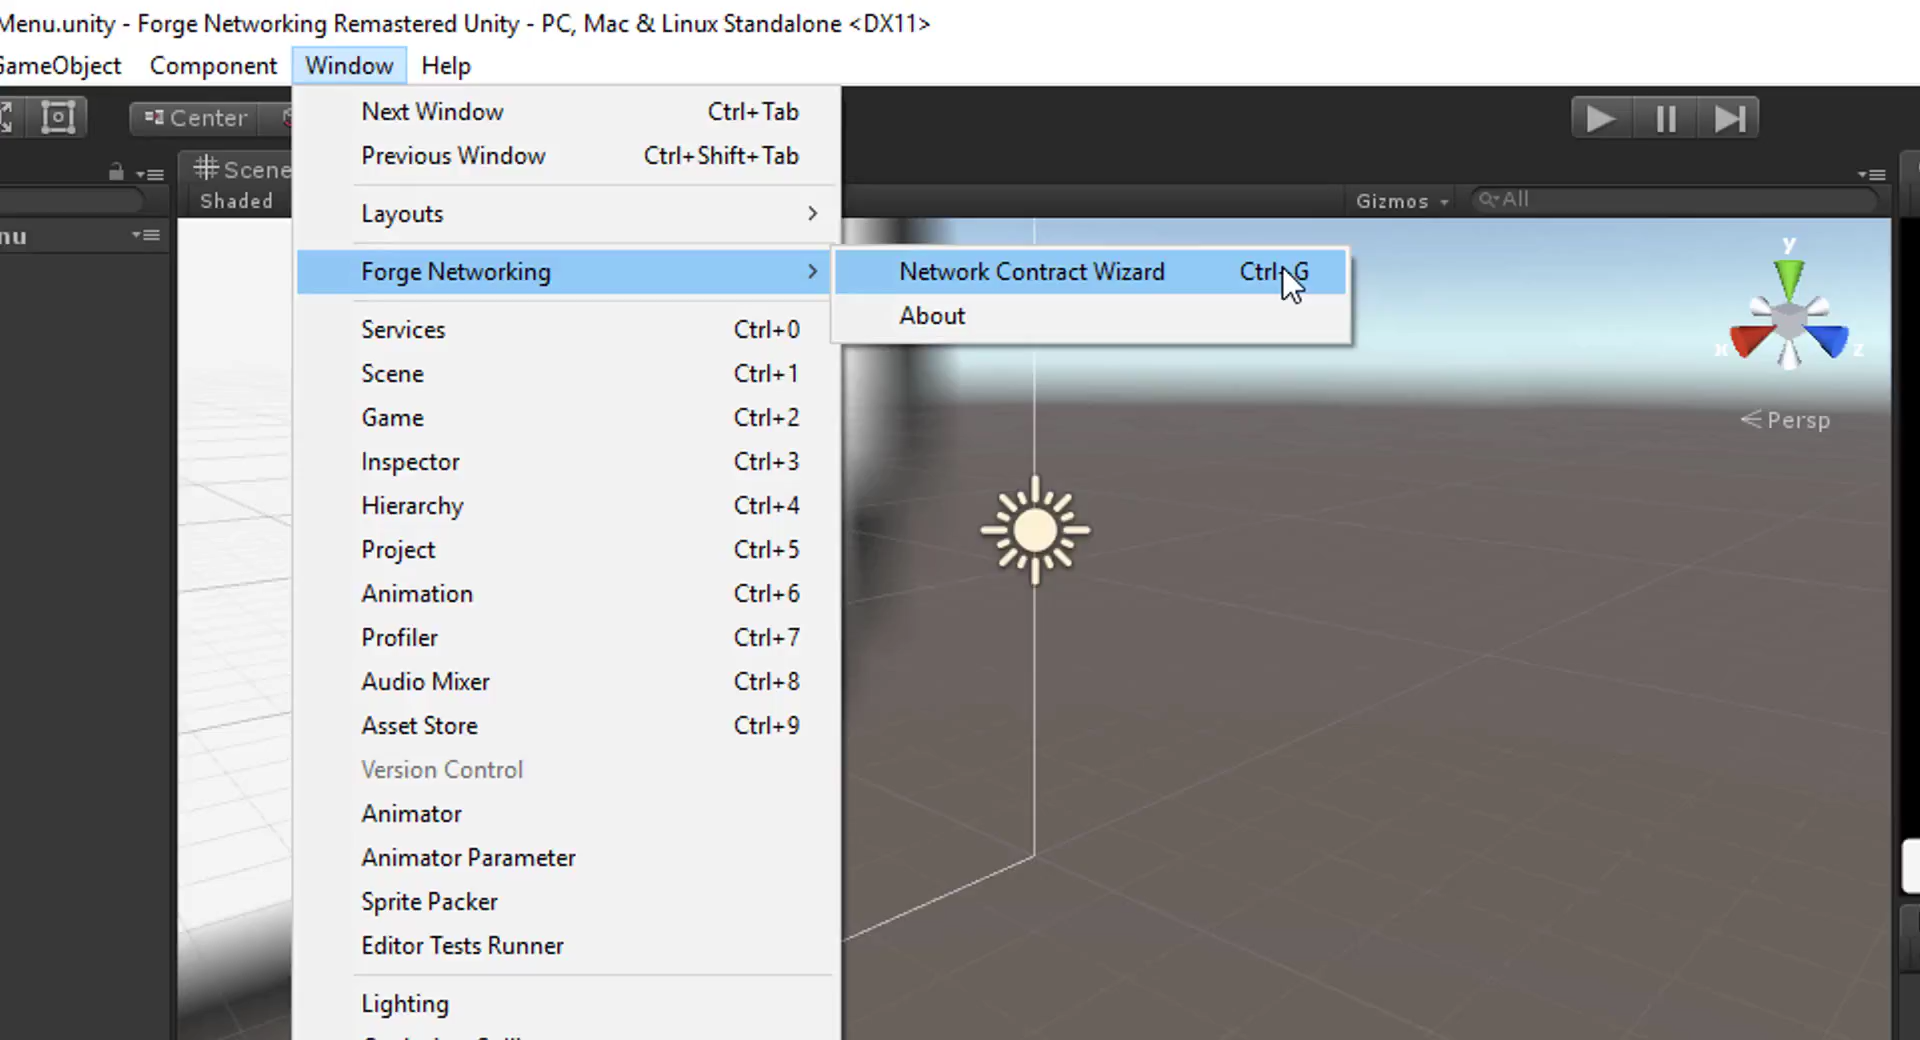 Menu.unity - Forge Networking Remastered Unity - PC, Mac & Linux Standalone <DX11>
GameObject Component Window Help
Center
Scene
Shaded
nu
Next Window Ctrl+Tab
Previous Window Ctrl+Shift+Tab
Layouts
Forge Networking
Services Ctrl+0
Scene Ctrl+1
Game Ctrl+2
Inspector Ctrl+3
Hierarchy Ctrl+4
Project Ctrl+5
Animation Ctrl+6
Profiler Ctrl+7
Audio Mixer Ctrl+8
Asset Store Ctrl+9
Version Control
Animator
Animator Parameter
Sprite Packer
Editor Tests Runner
Lighting
Network Contract Wizard Ctrl+G
About
Gizmos
All
y
x
z
Persp